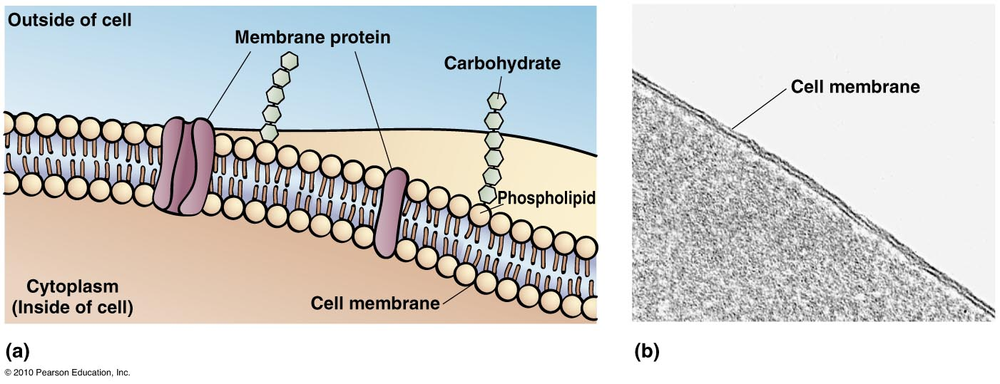 Outside of cell
Membrane protein
Carbohydrate
Phospholipid
Cytoplasm
(Inside of cell)
Cell membrane
(a)
Cell membrane
(b)
© 2010 Pearson Education, Inc.